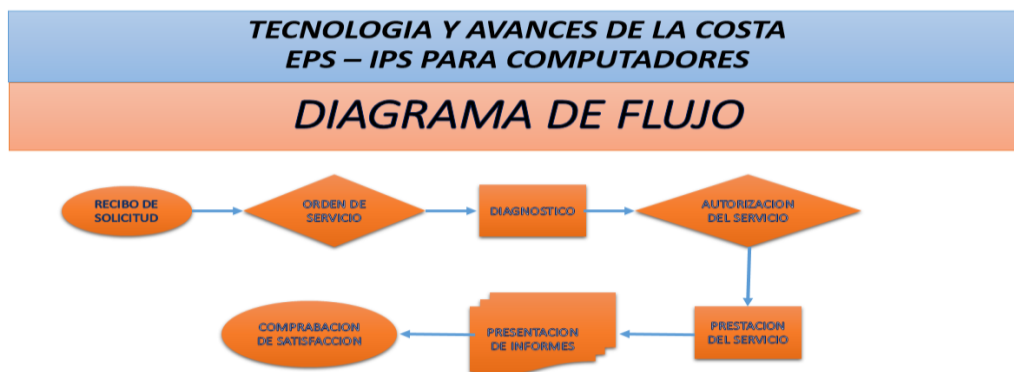 TECNOLOGIA Y AVANCES DE LA COSTA
EPS – IPS PARA COMPUTADORES
DIAGRAMA DE FLUJO
RECIBO DE
SOLICITUD
ORDEN DE
SERVICIO
DIAGNOSTICO
AUTORIZACION
DEL SERVICIO
PRESTACION
DEL SERVICIO
PRESENTACION
DE INFORMES
COMPRABACION
DE SATISFACCION